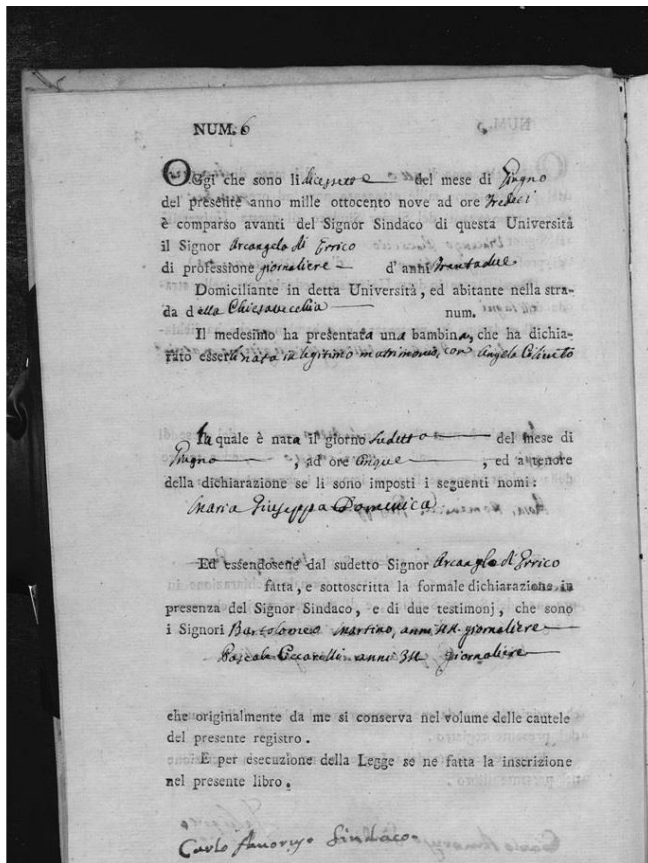 NUM. 6
Oggi che sono li diecesette del mese di Giugno
del presente anno mille ottocento nove ad ore tredeci
è comparso avanti del Signor Sindaco di questa Università
il Signor Arcangelo di Errico
di professione giornaliere d'anni trentadue.
Domiciliante in detta Università, ed abitante nella stra-
da della Chiesavecchia num.
Il medesimo ha presentata una bambina, che ha dichia-
rato esser nata in legitimo matrimonio, con Angela
la quale è nata il giorno sudetto del mese di
Giugno, ad ore cinque, ed a tenore
della dichiarazione se li sono imposti i seguenti nomi:
Maria Giuseppa Domenica
Ed essendosene dal sudetto Signor Arcangelo di Errico
fatta, e sottoscritta la formale dichiarazione in
presenza del Signor Sindaco, e di due testimonj, che sono
i Signori Bartolomeo Martino, anni giornaliere
Pascale Ciccarelli anni giornaliere
che originalmente da me si conserva nel volume delle cautele
del presente registro.
E per esecuzione della Legge se ne fatta la inscrizione
nel presente libro.
Carlo Sindaco